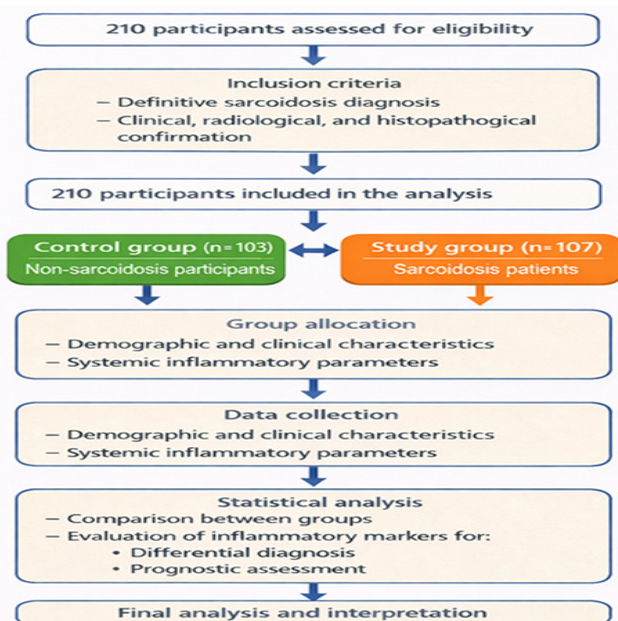 210 participants assessed for eligibility
Inclusion criteria
– Definitive sarcoidosis diagnosis
– Clinical, radiological, and histopathogical
confirmation
210 participants included in the analysis
Control group (n=103)
Non-sarcoidosis participants
Study group (n=107)
Sarcoidosis patients
Group allocation
– Demographic and clinical characteristics
– Systemic inflammatory parameters
Data collection
– Demographic and clinical characteristics
– Systemic inflammatory parameters
Statistical analysis
– Comparison between groups
– Evaluation of inflammatory markers for:
• Differential diagnosis
• Prognostic assessment
Final analysis and interpretation